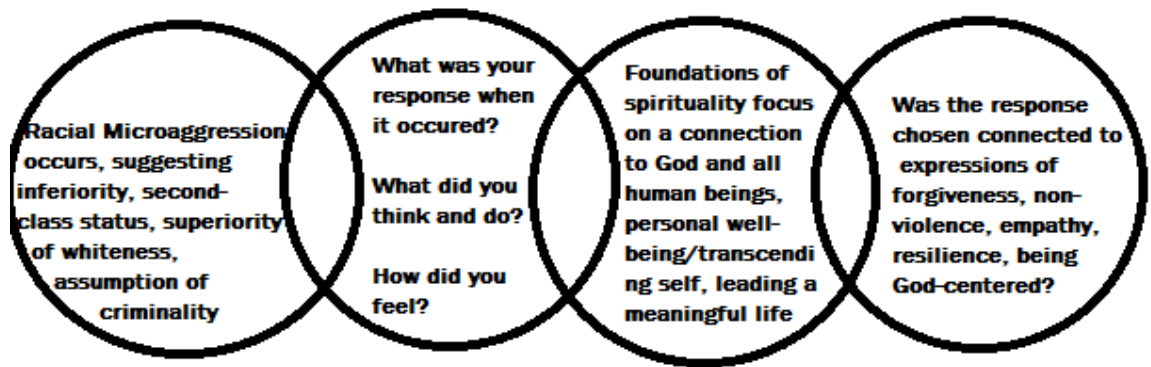 Racial Microaggression
occurs, suggesting
inferiority, second-
class status, superiority
of whiteness,
assumption of
criminality
What was your
response when
it occured?
What did you
think and do?
How did you
feel?
Foundations of
spirituality focus
on a connection
to God and all
human beings,
personal well-
being/transcendi
ng self, leading a
meaningful life
Was the response
chosen connected to
expressions of
forgiveness, non-
violence, empathy,
resilience, being
God-centered?